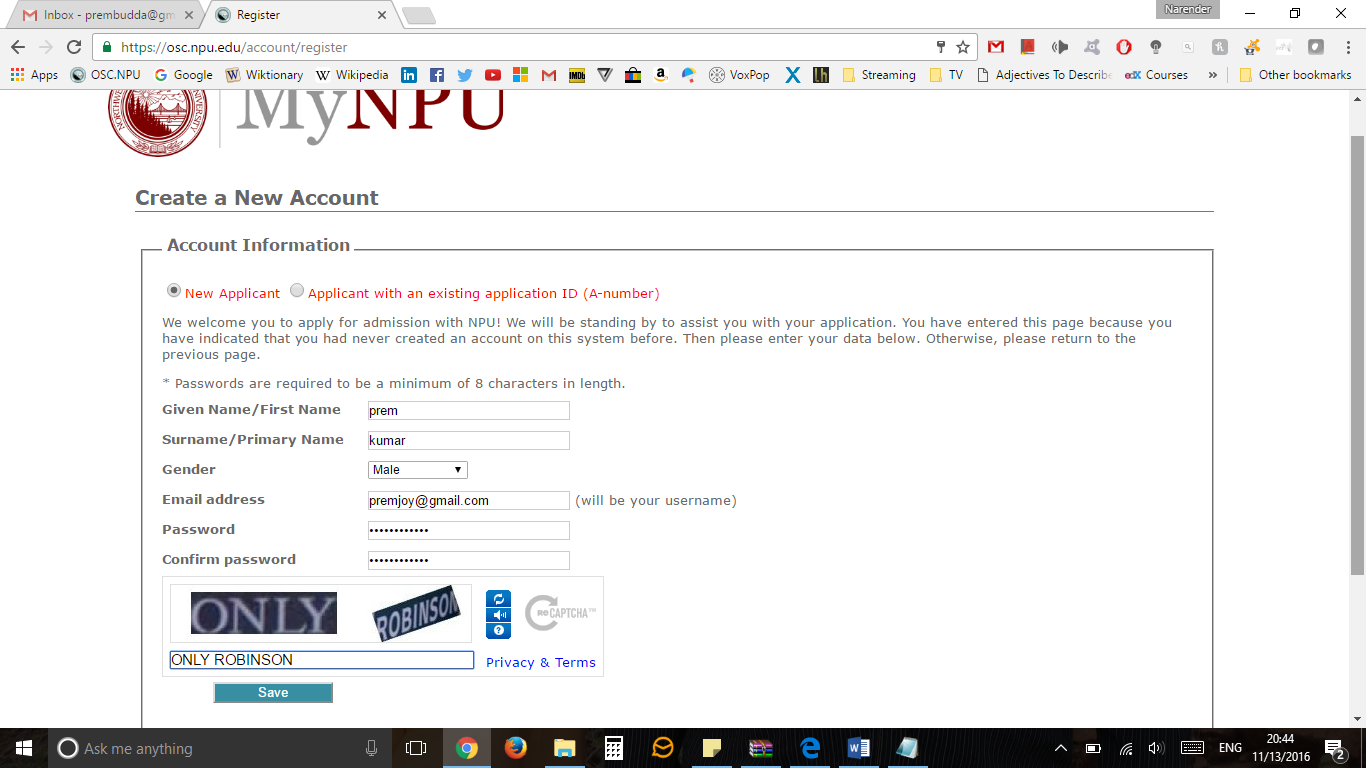 Inbox - prembudda@gm
Register
Narender
https://osc.npu.edu/account/register
Apps OSC.NPU Google Wiktionary Wikipedia VoxPop Streaming TV Adjectives To Describe Courses » Other bookmarks
MyNPU
Create a New Account
Account Information
New Applicant Applicant with an existing application ID (A-number)
We welcome you to apply for admission with NPU! We will be standing by to assist you with your application. You have entered this page because you
have indicated that you had never created an account on this system before. Then please enter your data below. Otherwise, please return to the
previous page.
* Passwords are required to be a minimum of 8 characters in length.
Given Name/First Name prem
Surname/Primary Name kumar
Gender Male
Email address premjoy@gmail.com (will be your username)
Password ••••••••••••
Confirm password ••••••••••••
ONLY ROBINSON
reCAPTCHA™
ONLY ROBINSON
Privacy & Terms
Save
Ask me anything
ENG
20:44
11/13/2016
2